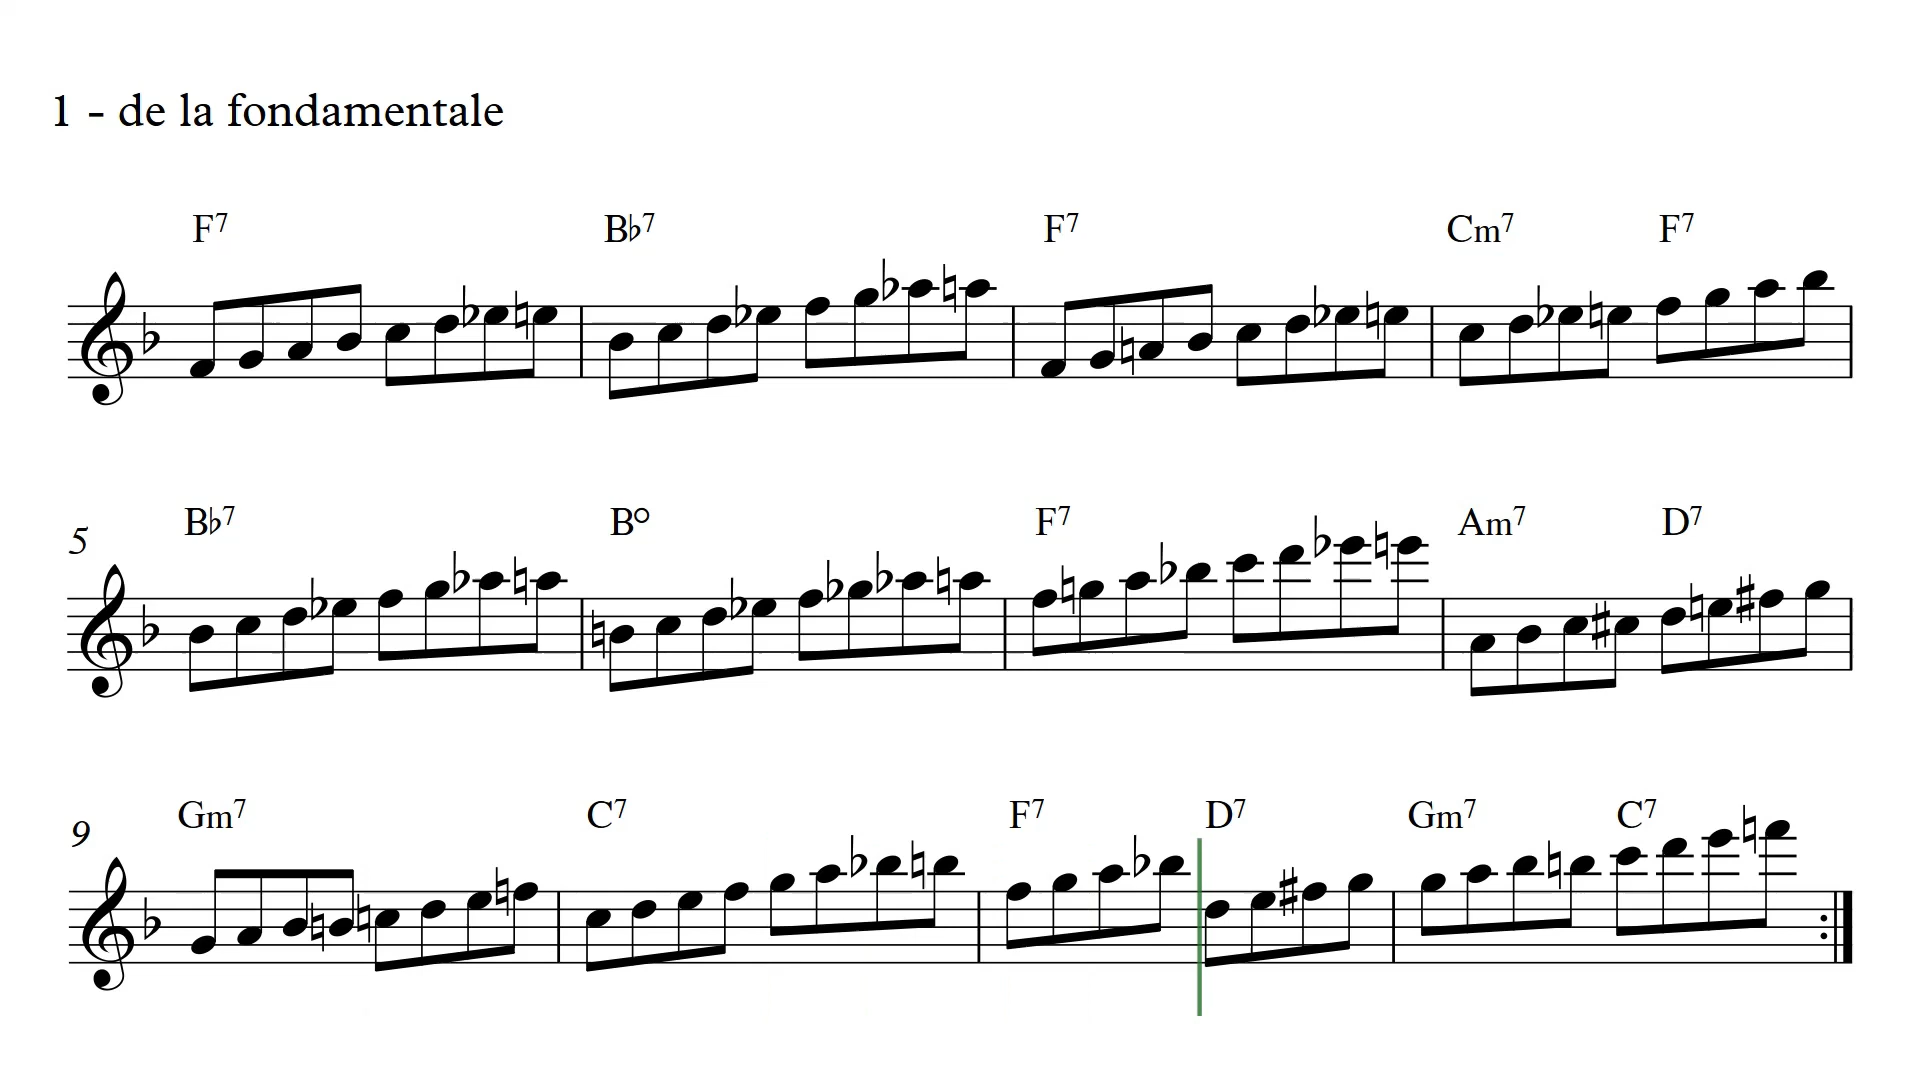 1 - de la fondamentale
F7 B♭7 F7 Cm7 F7
5 B♭7 B° F7 Am7 D7
9 Gm7 C7 F7 D7 Gm7 C7